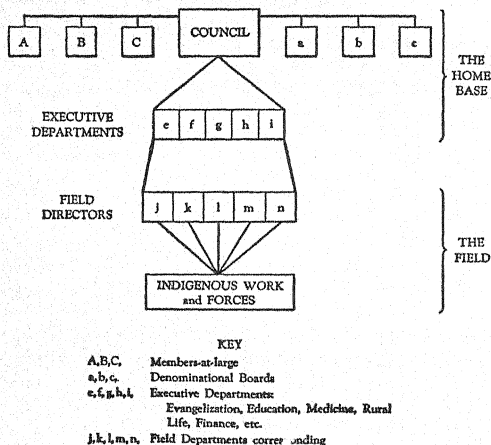 A B C COUNCIL a b c
THE
HOME
BASE
EXECUTIVE
DEPARTMENTS
e f g h i
FIELD
DIRECTORS
j k l m n
THE
FIELD
INDIGENOUS WORK
and FORCES
KEY
A,B,C, Members-at-large
a,b,c, Denominational Boards
e,f,g,h,i, Executive Departments:
Evangelization, Education, Medicine, Rural
Life, Finance, etc.
j,k,l,m,n, Field Departments